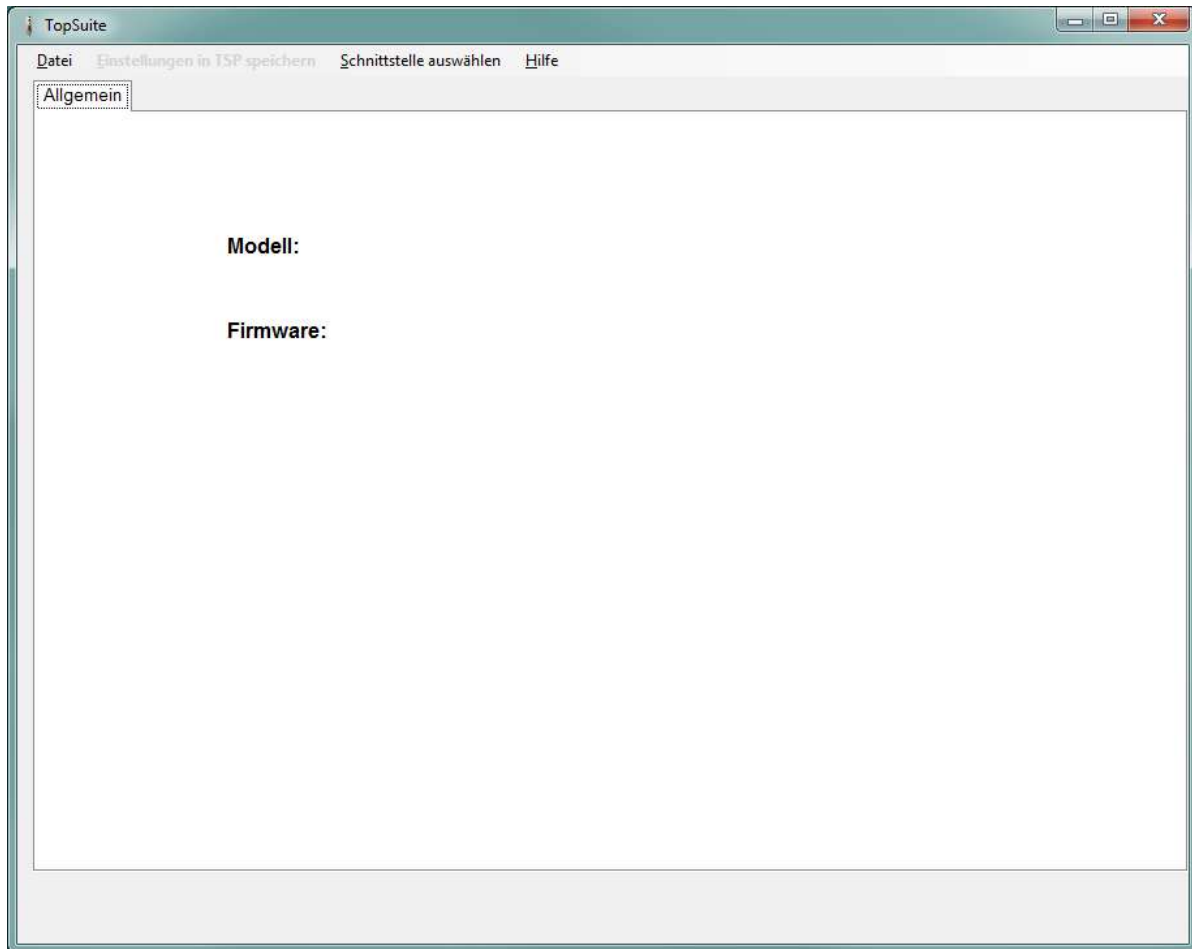 TopSuite
Datei Einstellungen in TSP speichern Schnittstelle auswählen Hilfe
Allgemein
Modell:
Firmware: